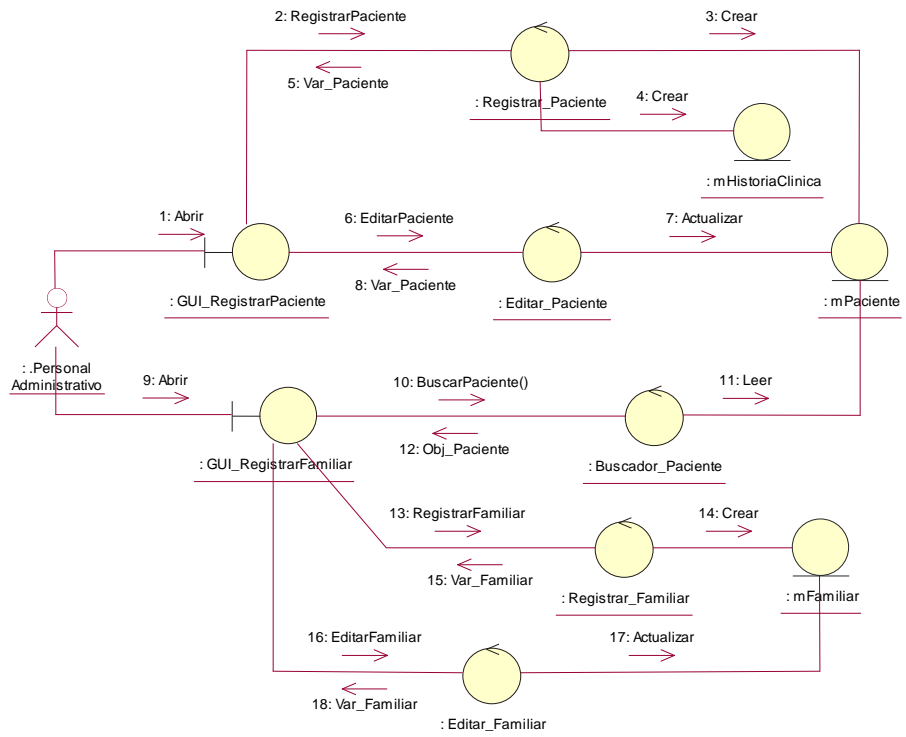 2: RegistrarPaciente
3: Crear
5: Var_Paciente
: Registrar_Paciente
4: Crear
: mHistoriaClinica
1: Abrir
6: EditarPaciente
7: Actualizar
8: Var_Paciente
: GUI_RegistrarPaciente
: Editar_Paciente
: mPaciente
: .Personal
Administrativo
9: Abrir
10: BuscarPaciente()
11: Leer
12: Obj_Paciente
: GUI_RegistrarFamiliar
: Buscador_Paciente
13: RegistrarFamiliar
14: Crear
15: Var_Familiar
: Registrar_Familiar
: mFamiliar
16: EditarFamiliar
17: Actualizar
18: Var_Familiar
: Editar_Familiar